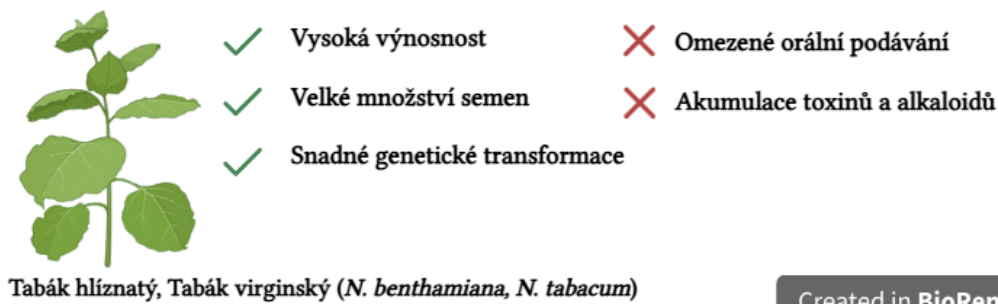 Vysoká výnosnost
Velké množství semen
Snadné genetické transformace
Omezené orální podávání
Akumulace toxinů a alkaloidů
Tabák hlíznatý, Tabák virginský (N. benthamiana, N. tabacum)
Created in